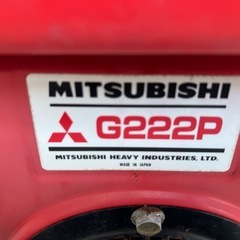 MITSUBISHI
G222P
MITSUBISHI HEAVY INDUSTRIES, LTD.
MADE IN JAPAN